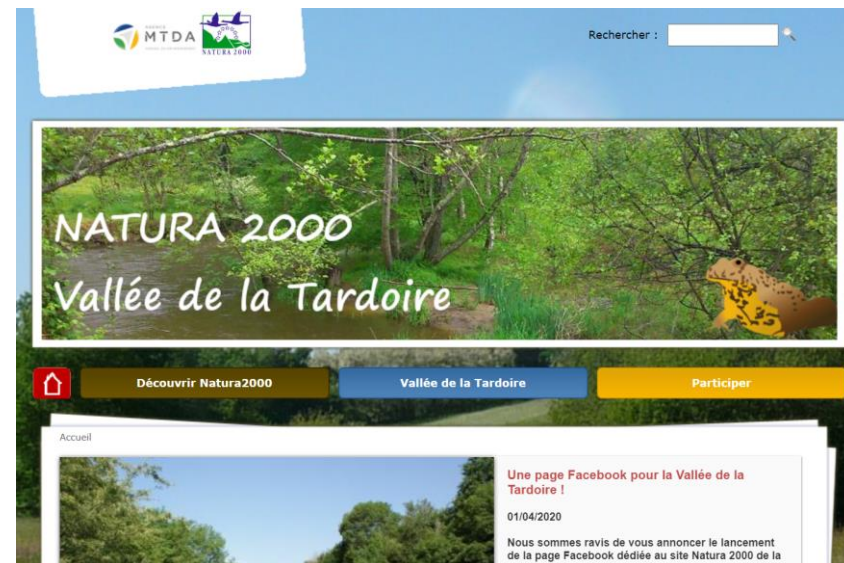 AGENCE
MTDA
NATURA 2000
Rechercher :
NATURA 2000
Vallée de la Tardoire
Découvrir Natura2000
Vallée de la Tardoire
Participer
Accueil
Une page Facebook pour la Vallée de la
Tardoire !
01/04/2020
Nous sommes ravis de vous annoncer le lancement
de la page Facebook dédiée au site Natura 2000 de la